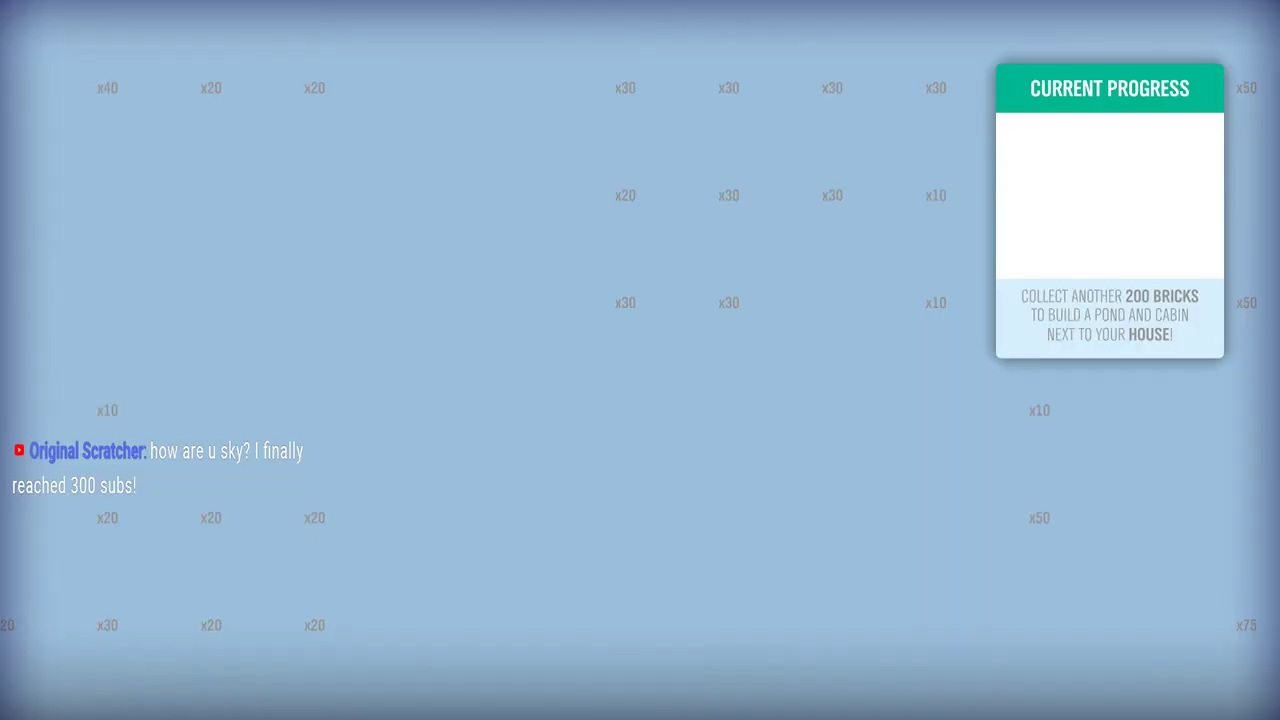 x40 x20 x20 x30 x30 x30 x30 CURRENT PROGRESS x50
x20 x30 x30 x10
x30 x30 x10 x50
COLLECT ANOTHER 200 BRICKS
TO BUILD A POND AND CABIN
NEXT TO YOUR HOUSE!
x10 x10
Original Scratcher: how are u sky? I finally
reached 300 subs!
x20 x20 x20 x50
20 x30 x20 x20 x75